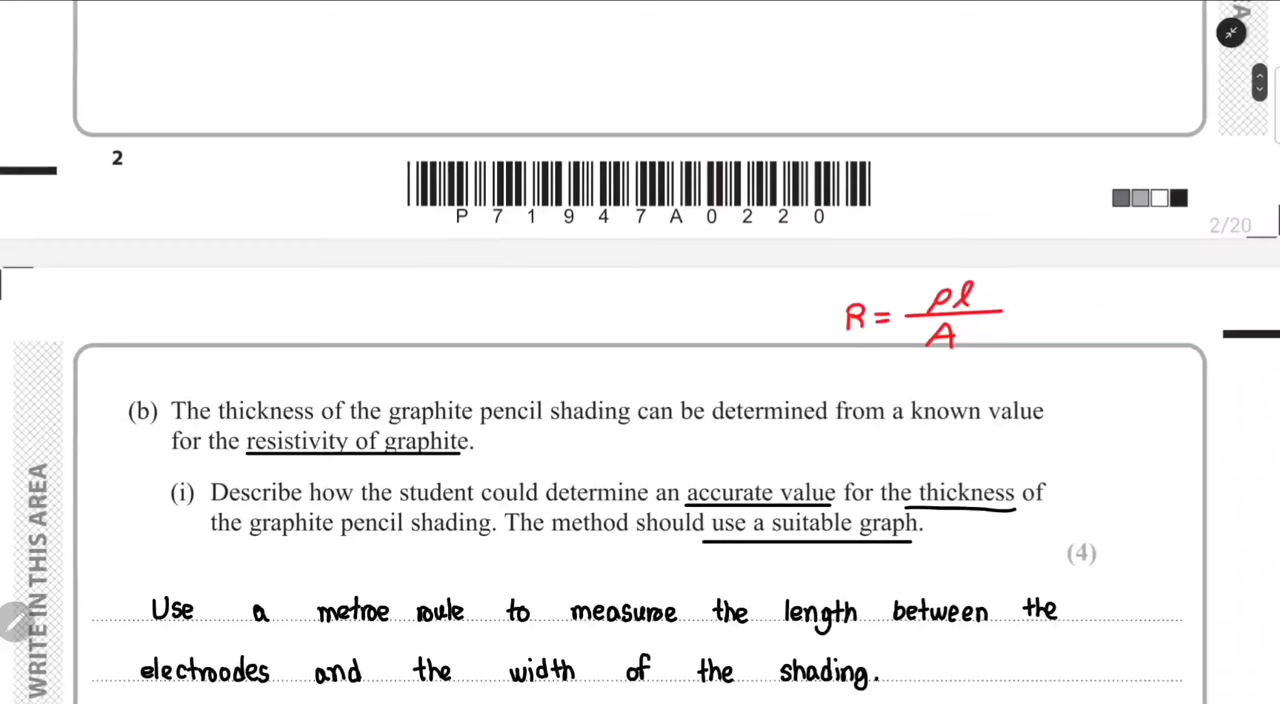 2
P 7 1 9 4 7 A 0 2 2 0
2/20
R = ρl/A
(b) The thickness of the graphite pencil shading can be determined from a known value
for the resistivity of graphite.
(i) Describe how the student could determine an accurate value for the thickness of
the graphite pencil shading. The method should use a suitable graph.
(4)
Use a metre rule to measure the length between the
electrodes and the width of the shading.
WRITE IN THIS AREA